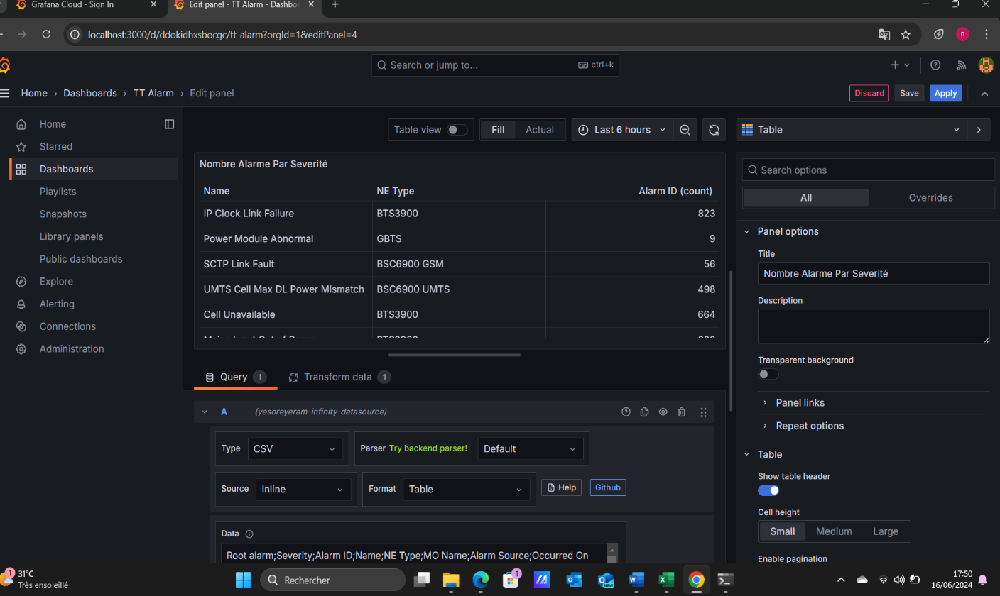 Grafana Cloud - Sign In
Edit panel - TT Alarm - Dashboa
localhost:3000/d/ddokidhxsbocgc/tt-alarm?orgId=1&editPanel=4
n
Search or jump to...
ctrl+k
Home › Dashboards › TT Alarm › Edit panel
Discard
Save
Apply
Home
Starred
Dashboards
Playlists
Snapshots
Library panels
Public dashboards
Explore
Alerting
Connections
Administration
Table view
Fill
Actual
Last 6 hours
Table
Nombre Alarme Par Severité
Name NE Type Alarm ID (count)
IP Clock Link Failure BTS3900 823
Power Module Abnormal GBTS 9
SCTP Link Fault BSC6900 GSM 56
UMTS Cell Max DL Power Mismatch BSC6900 UMTS 498
Cell Unavailable BTS3900 664
Query 1
Transform data 1
A (yesoreyeram-infinity-datasource)
Type CSV
Parser Try backend parser! Default
Source Inline
Format Table
Help
Github
Data
Root alarm;Severity;Alarm ID;Name;NE Type;MO Name;Alarm Source;Occurred On
Search options
All
Overrides
Panel options
Title
Nombre Alarme Par Severité
Description
Transparent background
Panel links
Repeat options
Table
Show table header
Cell height
Small
Medium
Large
Enable pagination
1
31°C
Très ensoleillé
Rechercher
1
NEW
17:50
16/06/2024